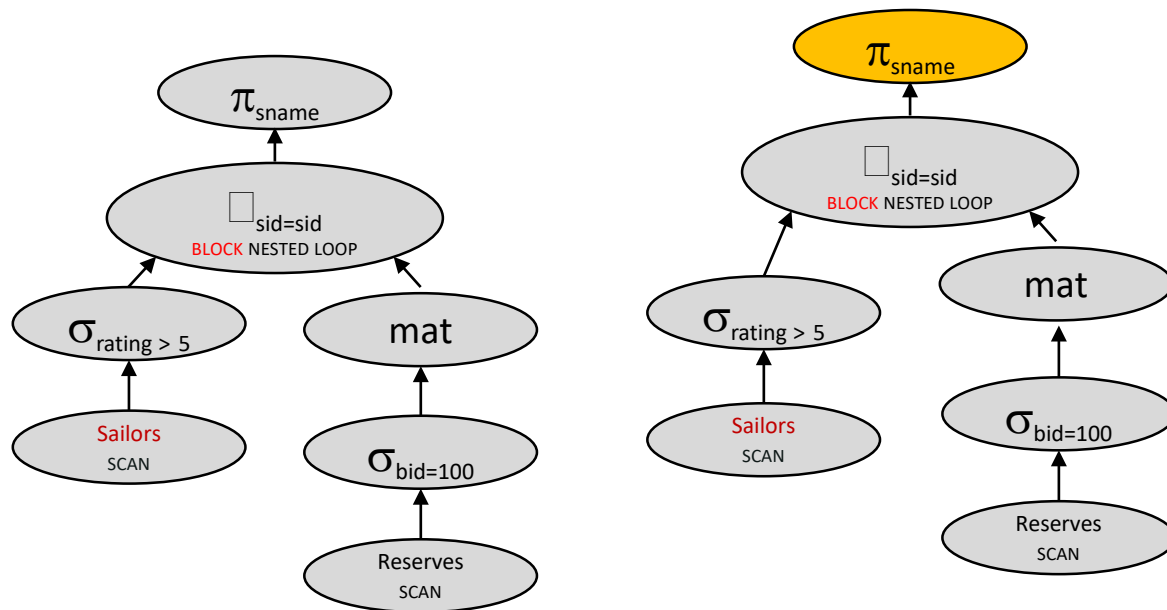 πsname
□sid=sid
BLOCK NESTED LOOP
σrating > 5
mat
Sailors
SCAN
σbid=100
Reserves
SCAN
πsname
□sid=sid
BLOCK NESTED LOOP
σrating > 5
mat
Sailors
SCAN
σbid=100
Reserves
SCAN